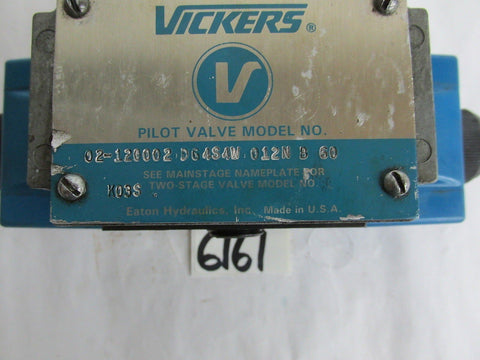 VICKERS®
V
PILOT VALVE MODEL NO.
02-120002 DG4S4W 012N B 60
SEE MAINSTAGE NAMEPLATE FOR
TWO-STAGE VALVE MODEL NO.
K03S
Eaton Hydraulics, Inc. Made in U.S.A.
6161